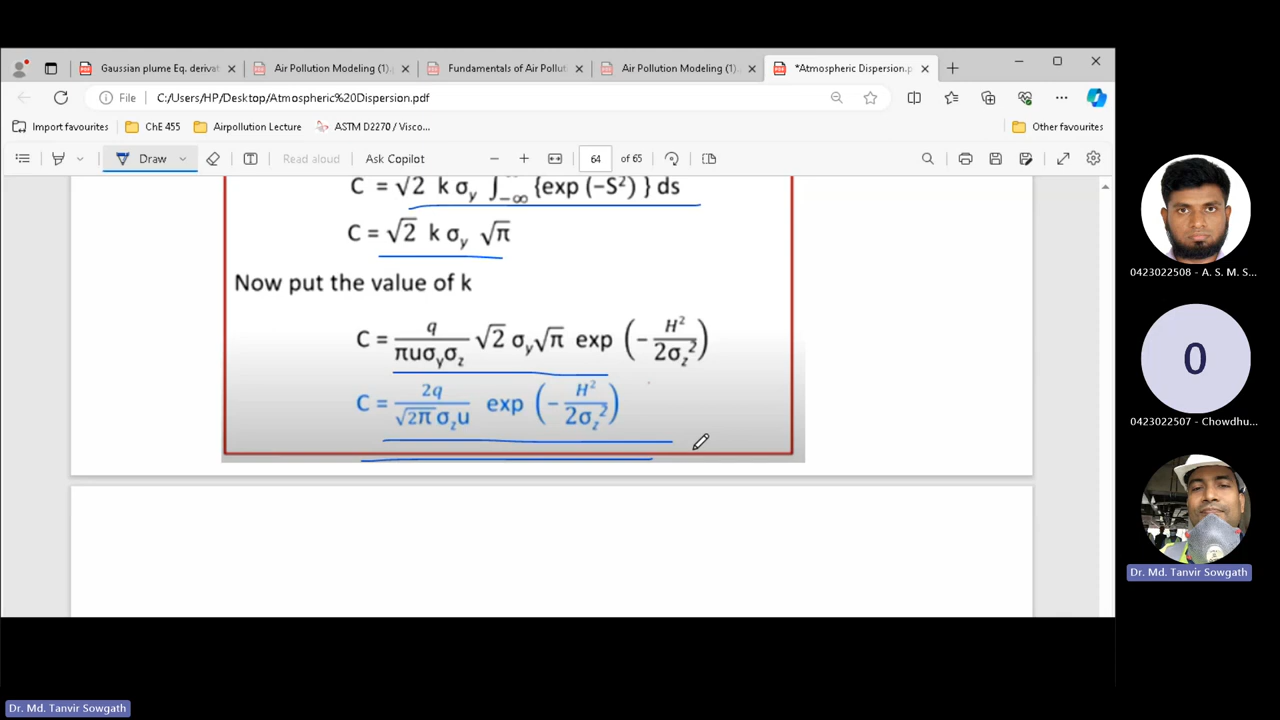 Gaussian plume Eq. derivat
Air Pollution Modeling (1).
Fundamentals of Air Pollut
Air Pollution Modeling (1)
*Atmospheric Dispersion.p
File
C:/Users/HP/Desktop/Atmospheric%20Dispersion.pdf
Import favourites
ChE 455
Airpollution Lecture
ASTM D2270 / Visco...
Other favourites
Draw
Read aloud
Ask Copilot
64
of 65
C = √2 k σy ∫−∞ {exp (−S²) } ds
C = √2 k σy √π
Now put the value of k
C = q/(πuσyσz) √2 σy√π exp (− H²/(2σz²))
C = 2q/(√2π σzu) exp (− H²/(2σz²))
0423022508 - A. S. M. S...
O
0423022507 - Chowdhu...
Dr. Md. Tanvir Sowgath
Dr. Md. Tanvir Sowgath